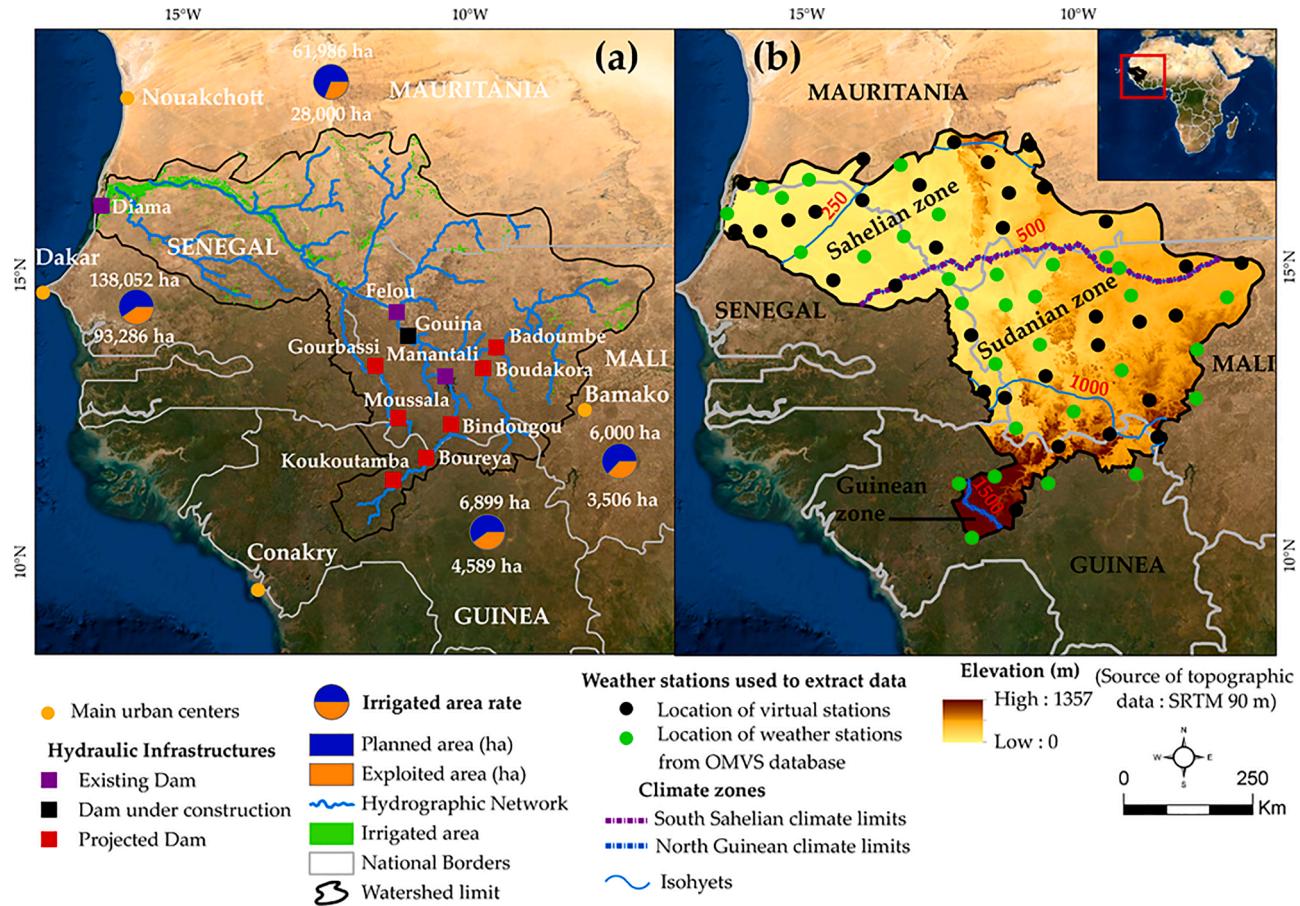 15°W
10°W
15°W
10°W
(a)
61,986 ha
28,000 ha
MAURITANIA
Nouakchott
Diama
SENEGAL
Dakar
15°N
138,052 ha
93,286 ha
Felou
Gouina
Badoumbe
Gourbassi
Manantali
Boudakora
MALI
Moussala
Bamako
Bindougou
6,000 ha
3,506 ha
Koukoutamba
Boureya
6,899 ha
4,589 ha
Conakry
10°N
GUINEA
(b)
MAURITANIA
250
Sahelian zone
500
15°N
SENEGAL
Sudanian zone
MALI
1000
Guinean
zone
1500
GUINEA
10°N
Main urban centers
Hydraulic Infrastructures
Existing Dam
Dam under construction
Projected Dam
Irrigated area rate
Planned area (ha)
Exploited area (ha)
Hydrographic Network
Irrigated area
National Borders
Watershed limit
Weather stations used to extract data
Location of virtual stations
Location of weather stations
from OMVS database
Climate zones
South Sahelian climate limits
North Guinean climate limits
Isohyets
Elevation (m)
High : 1357
Low : 0
(Source of topographic
data : SRTM 90 m)
N
W
E
S
0
250
Km